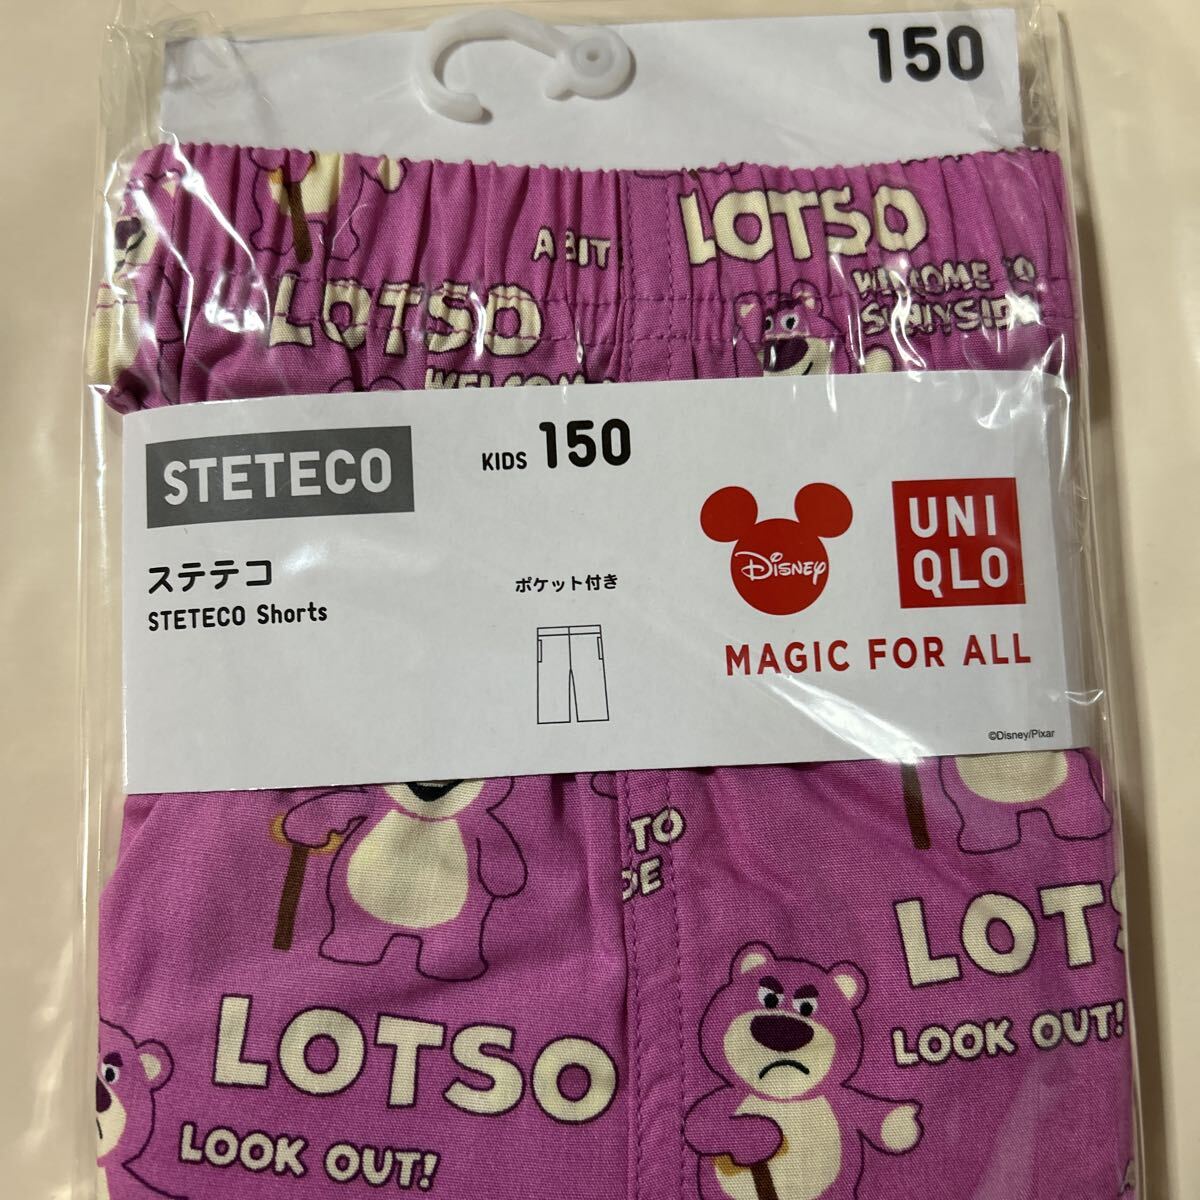 150
LOTSO
A BIT
WELCOME TO
SUNNYSIDE
LOTSO
STETECO
KIDS 150
ステテコ
STETECO Shorts
ポケット付き
Disney
UNI
QLO
MAGIC FOR ALL
©Disney/Pixar
TO
LOTSO
LOOK OUT!
LOTSO
LOOK OUT!